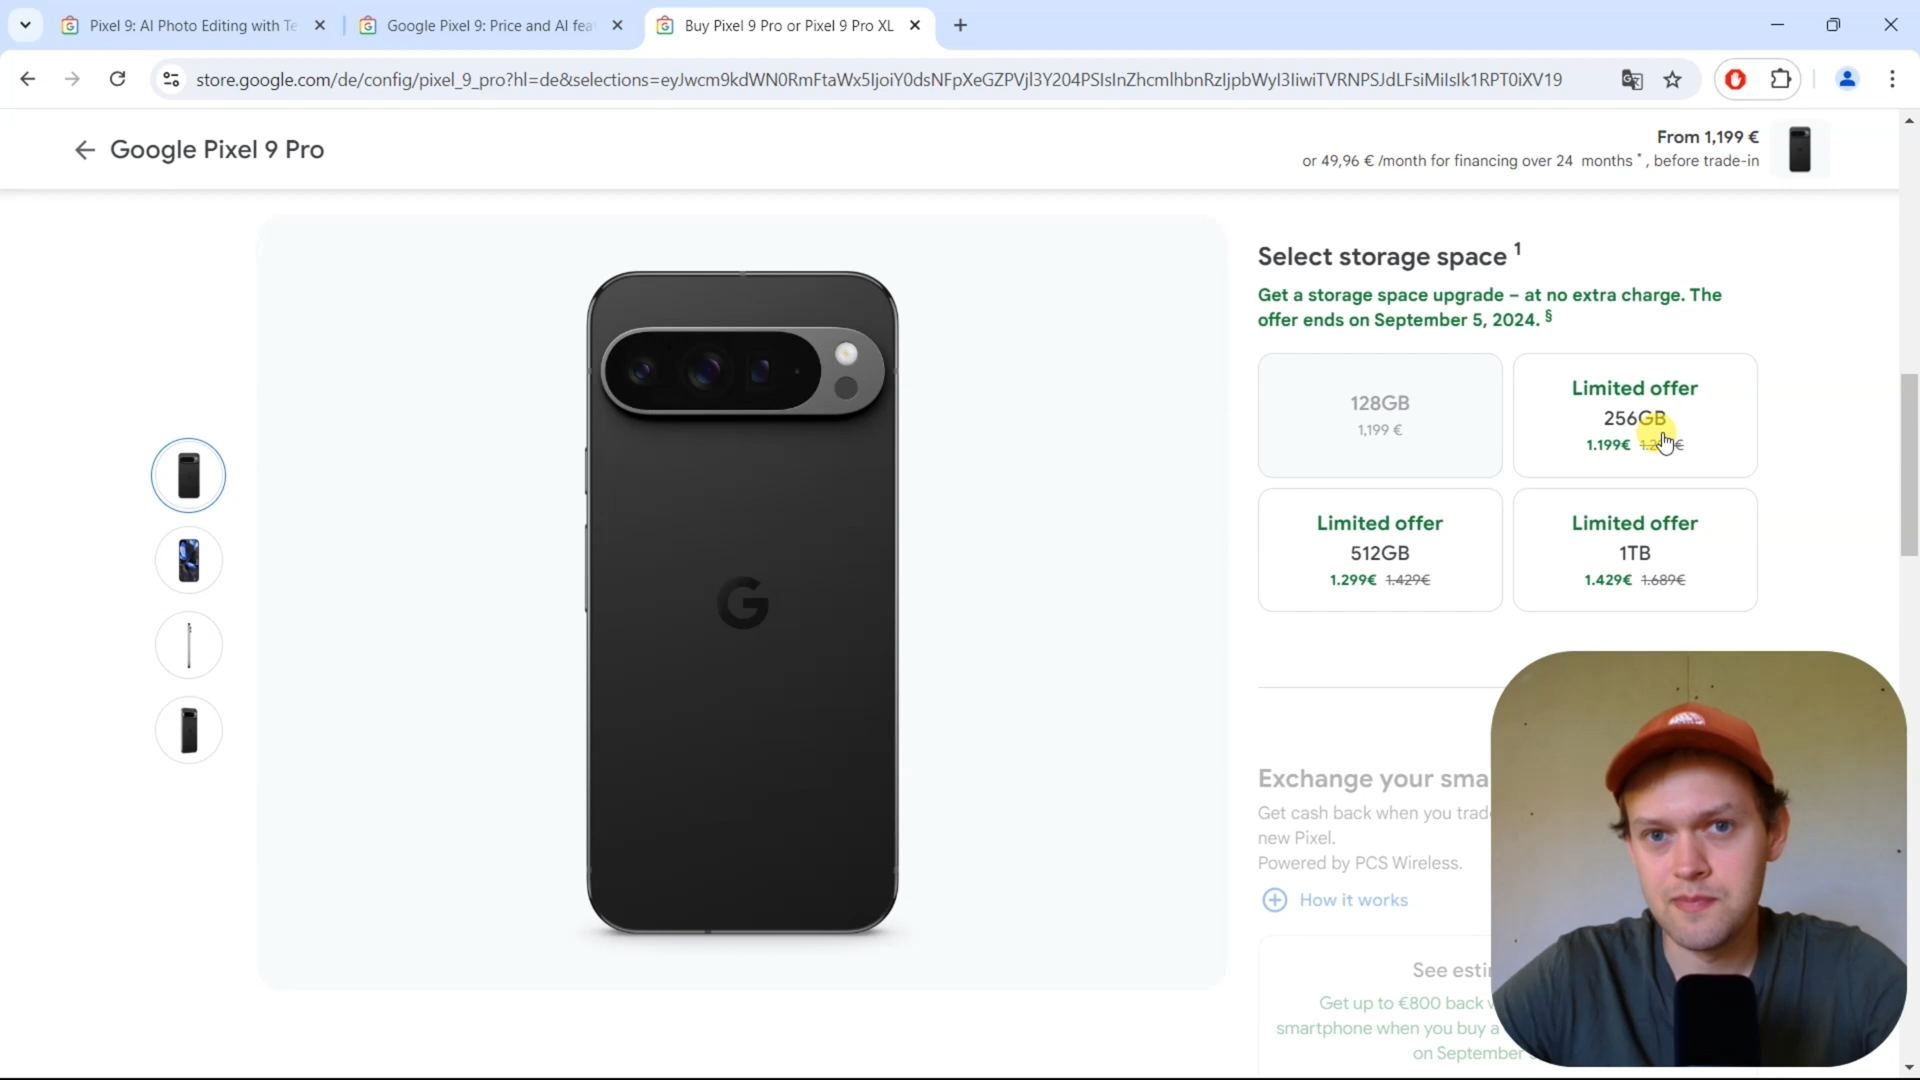 Pixel 9: AI Photo Editing with Te
Google Pixel 9: Price and AI fea
Buy Pixel 9 Pro or Pixel 9 Pro XL
store.google.com/de/config/pixel_9_pro?hl=de&selections=eyJwcm9kdWN0RmFtaWx5IjoiY0dsNFpXeGZPVjl3Y204PSIsInZhcmlhbnRzIjpbWyI3IiwiTVRNPSJdLFsiMiIsIk1RPT0iXV19
Google Pixel 9 Pro
From 1,199 €
or 49,96 € /month for financing over 24 months * , before trade-in
Select storage space 1
Get a storage space upgrade – at no extra charge. The
offer ends on September 5, 2024. §
128GB
1,199 €
Limited offer
256GB
1.199€
Limited offer
512GB
1.299€ 1.429€
Limited offer
1TB
1.429€ 1.689€
G
Exchange your sma
Get cash back when you trad
new Pixel.
Powered by PCS Wireless.
How it works
See esti
Get up to €800 back
smartphone when you buy a
on September